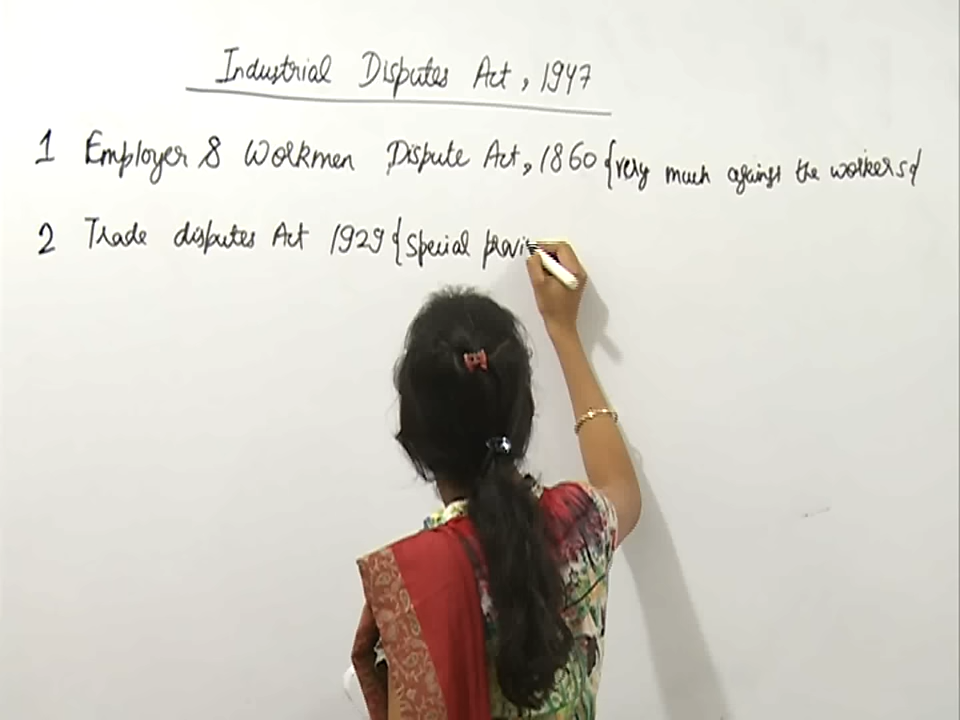 Industrial Disputes Act, 1947
1 Employer & Workmen Dispute Act, 1860 {very much against the workers}
2 Trade disputes Act 1929 {Special provi